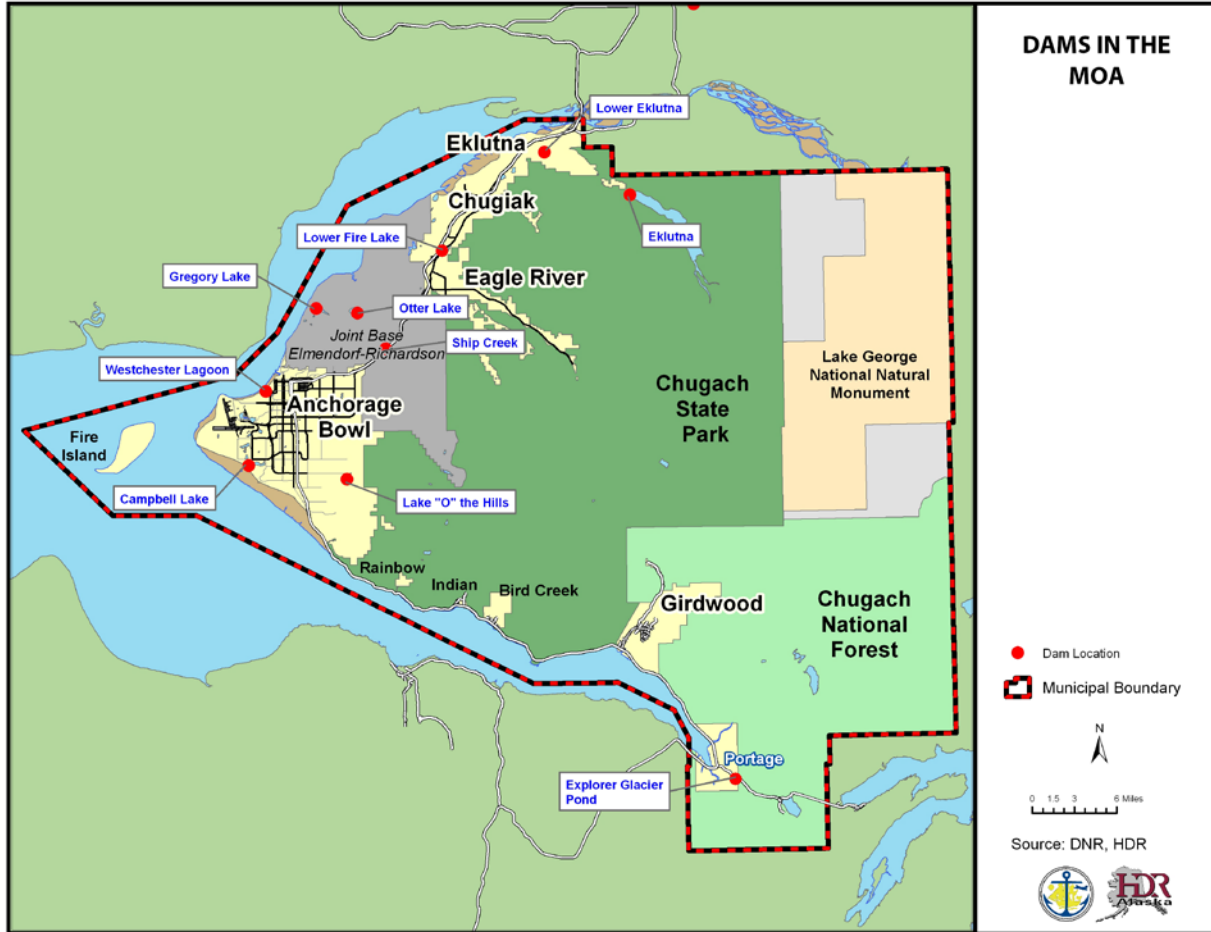 DAMS IN THE
MOA
Lower Eklutna
Eklutna
Chugiak
Lower Fire Lake
Eklutna
Gregory Lake
Eagle River
Otter Lake
Joint Base
Elmendorf-Richardson
Ship Creek
Westchester Lagoon
Lake George
National Natural
Monument
Anchorage
Bowl
Chugach
State
Park
Fire
Island
Campbell Lake
Lake "O" the Hills
Rainbow
Indian
Bird Creek
Girdwood
Chugach
National
Forest
Portage
Explorer Glacier
Pond
Dam Location
Municipal Boundary
N
0 1.5 3 6 Miles
Source: DNR, HDR
HDR
Alaska